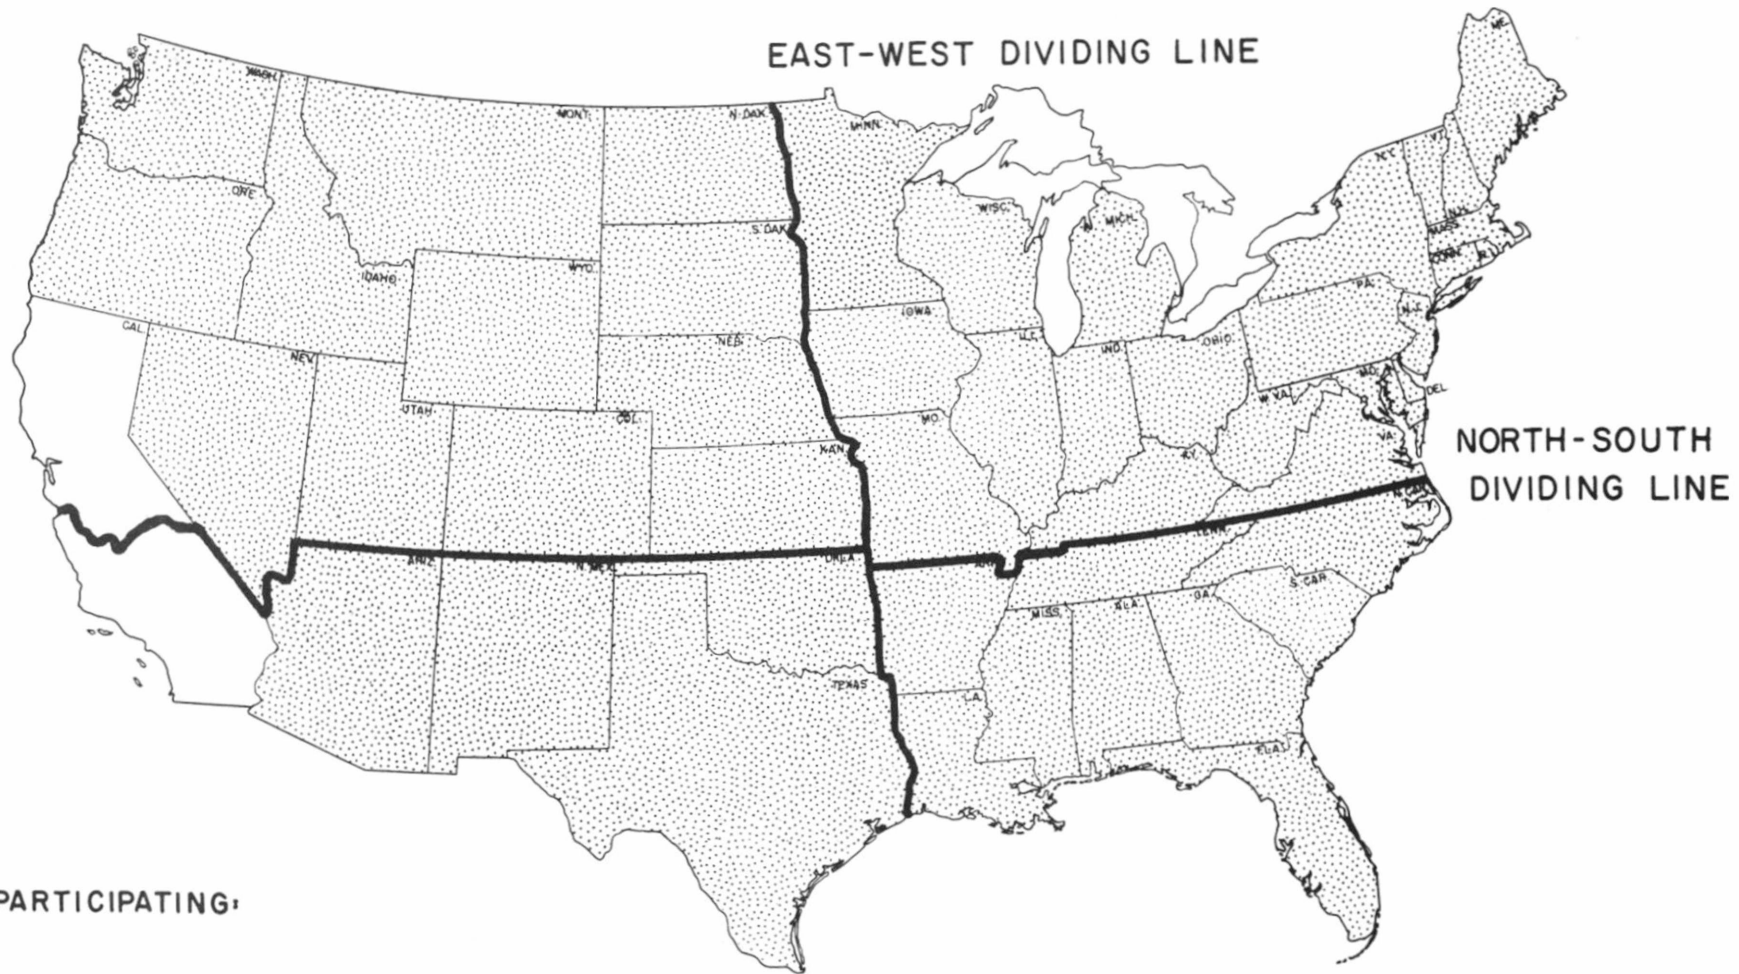 EAST-WEST DIVIDING LINE
NORTH-SOUTH
DIVIDING LINE
PARTICIPATING:
WASH.
MONT.
N. DAK.
MINN.
ME.
VT.
N.Y.
ORE.
WISC.
MICH.
N.H.
MASS.
S. DAK.
CONN.
R.I.
IDAHO
WYO.
PA.
N.J.
IOWA
CAL.
NEB.
ILL.
IND.
OHIO
NEV.
MD.
DEL.
W. VA.
UTAH
COL.
MO.
VA.
KAN.
KY.
N. CAR.
TENN.
ARIZ.
N. MEX.
OKLA.
ARK.
S. CAR.
MISS.
ALA.
GA.
TEXAS
LA.
FLA.